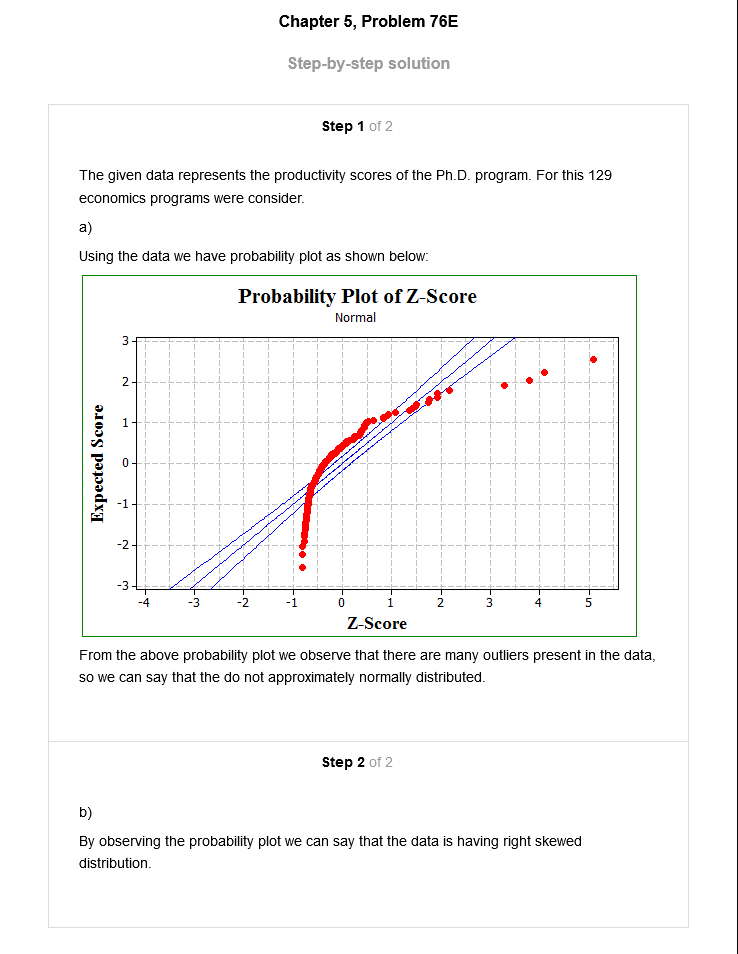 Chapter 5, Problem 76E
Step-by-step solution
Step 1 of 2
The given data represents the productivity scores of the Ph.D. program. For this 129
economics programs were consider.
a)
Using the data we have probability plot as shown below:
Probability Plot of Z-Score
Normal
3
2
1
0
-1
-2
-3
Expected Score
-4 -3 -2 -1 0 1 2 3 4 5
Z-Score
From the above probability plot we observe that there are many outliers present in the data,
so we can say that the do not approximately normally distributed.
Step 2 of 2
b)
By observing the probability plot we can say that the data is having right skewed
distribution.